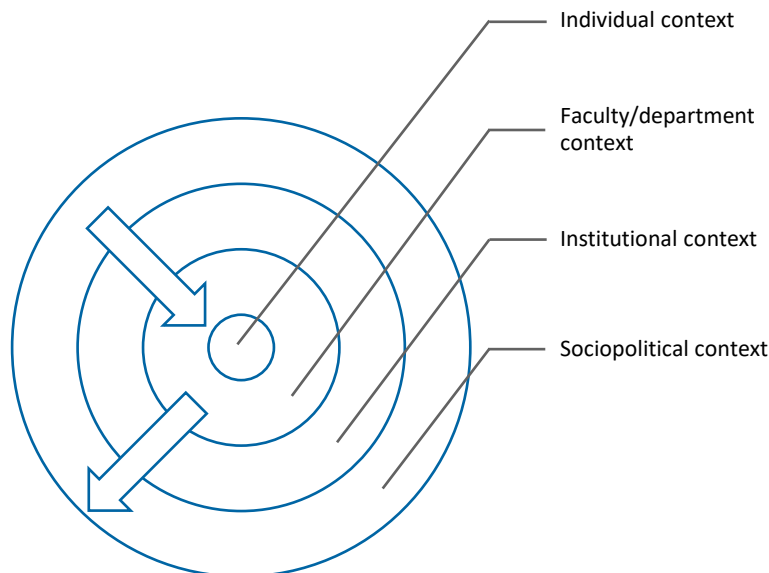 Individual context
Faculty/department
context
Institutional context
Sociopolitical context